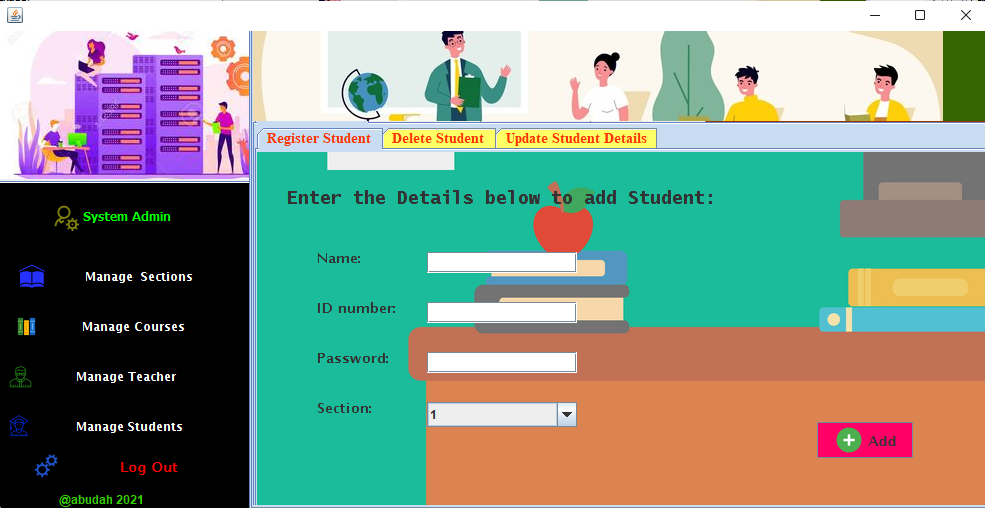 System Admin
Manage Sections
Manage Courses
Manage Teacher
Manage Students
Log Out
@abudah 2021
Register Student
Delete Student
Update Student Details
Enter the Details below to add Student:
Name:
ID number:
Password:
Section:
1
Add